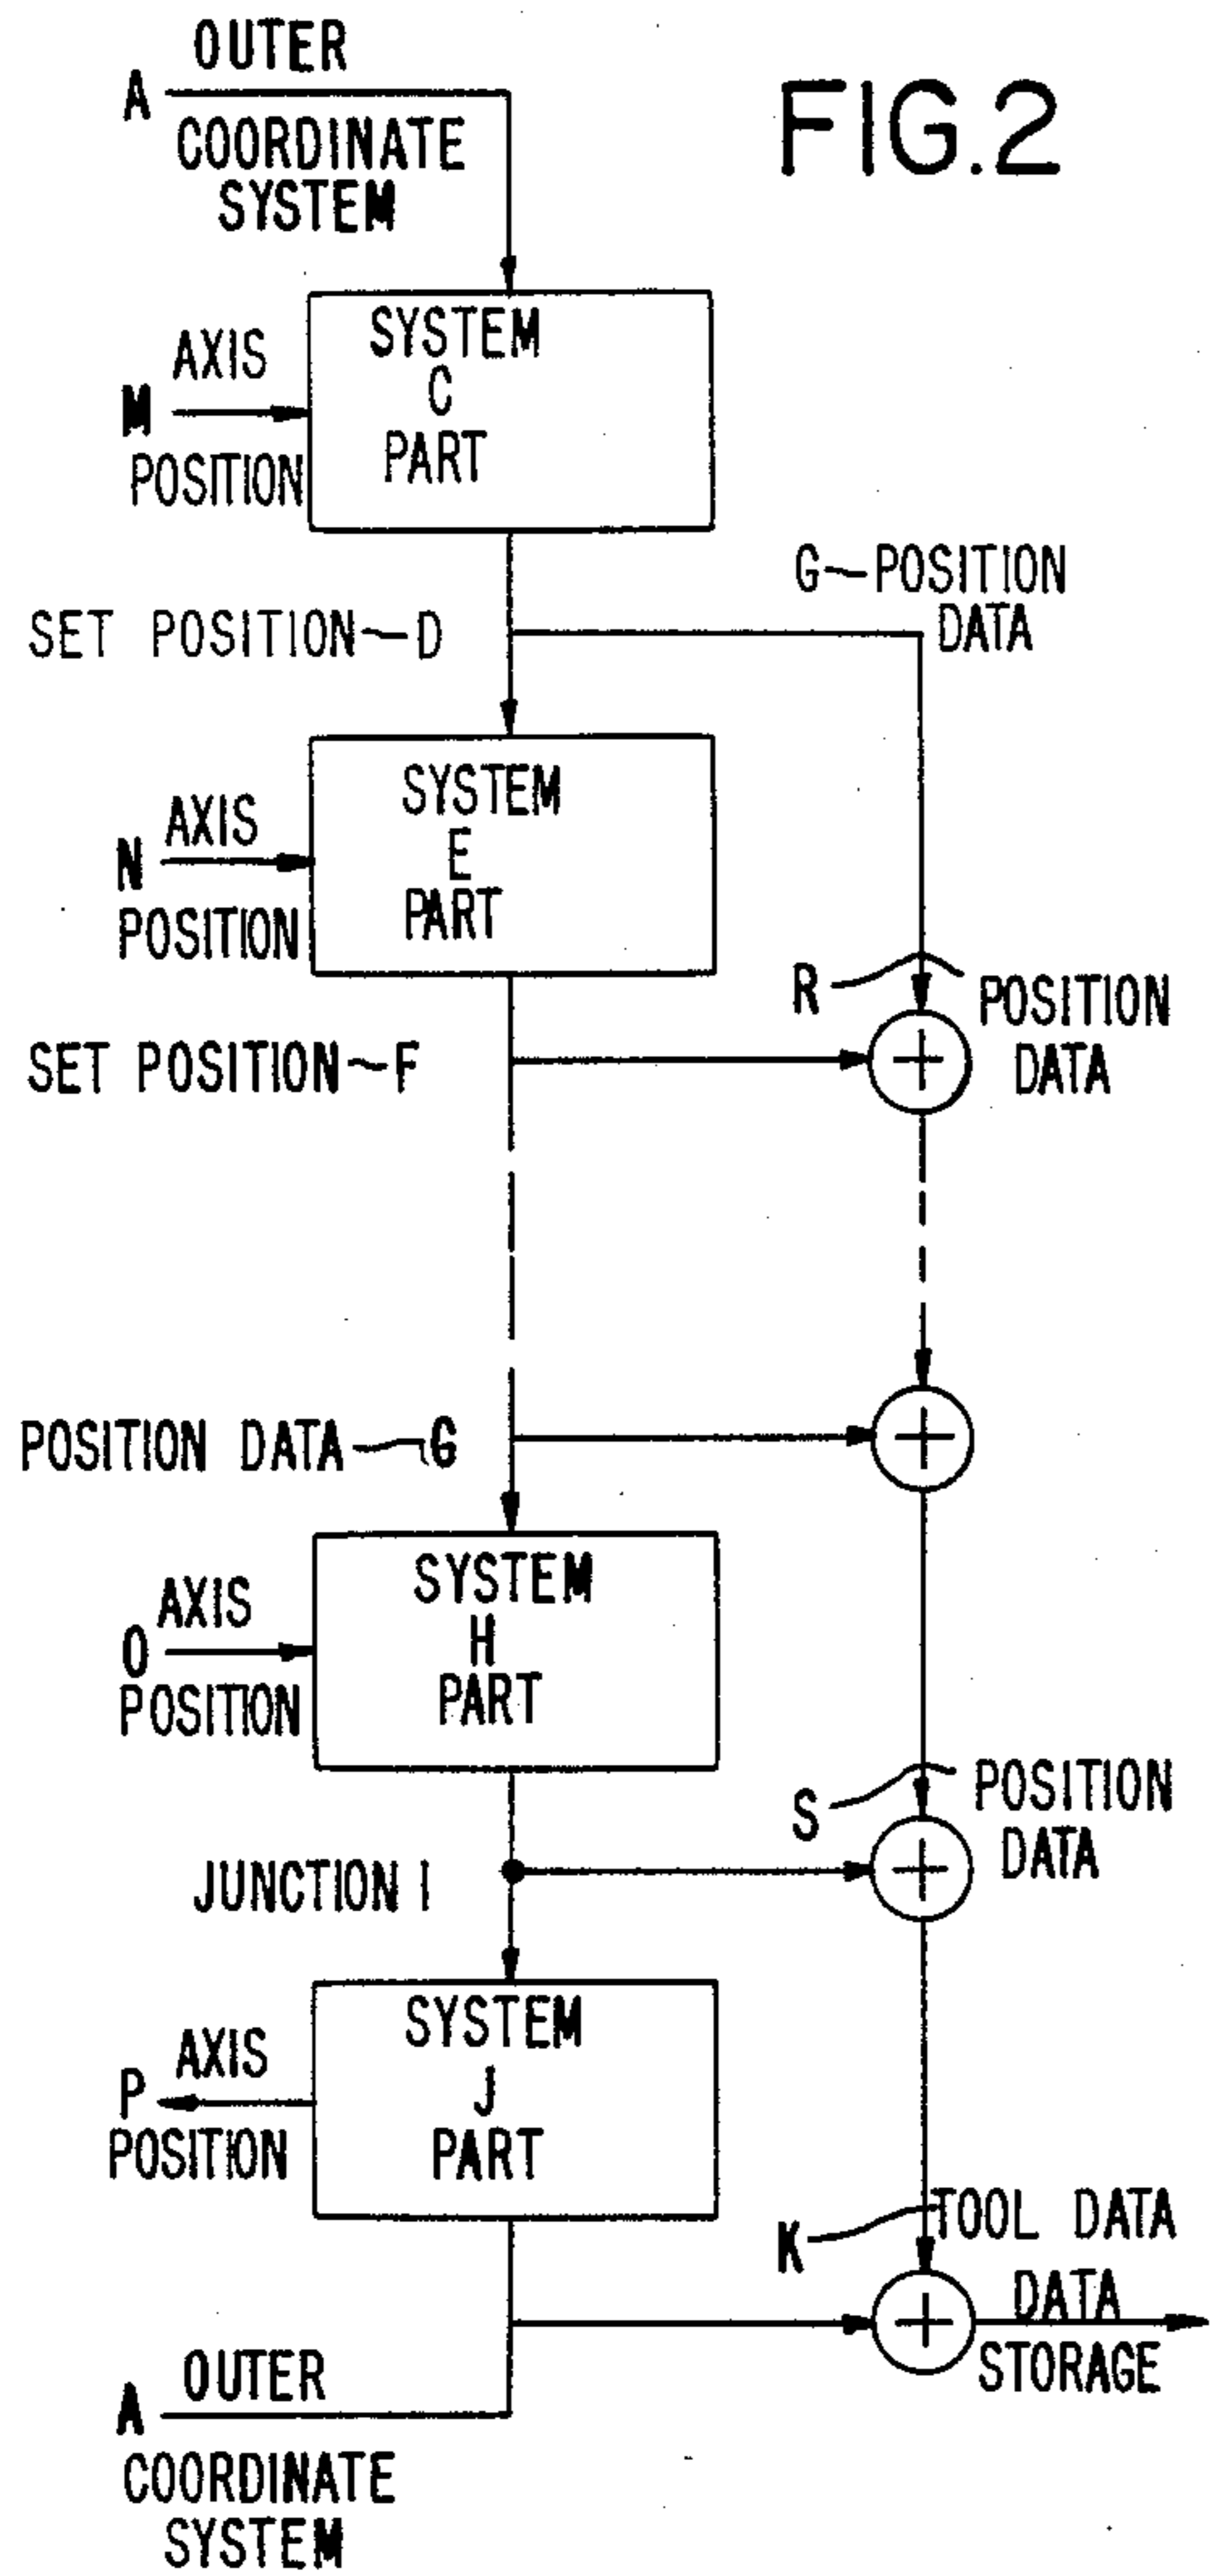 FIG.2
OUTER
A
COORDINATE
SYSTEM
SYSTEM
C
PART
AXIS
M
POSITION
SET POSITION-D
G-POSITION
DATA
SYSTEM
E
PART
AXIS
N
POSITION
R
POSITION
DATA
SET POSITION-F
+
POSITION DATA-G
+
SYSTEM
H
PART
AXIS
O
POSITION
S
POSITION
DATA
JUNCTION I
+
SYSTEM
J
PART
AXIS
P
POSITION
K
TOOL DATA
DATA
STORAGE
+
OUTER
A
COORDINATE
SYSTEM